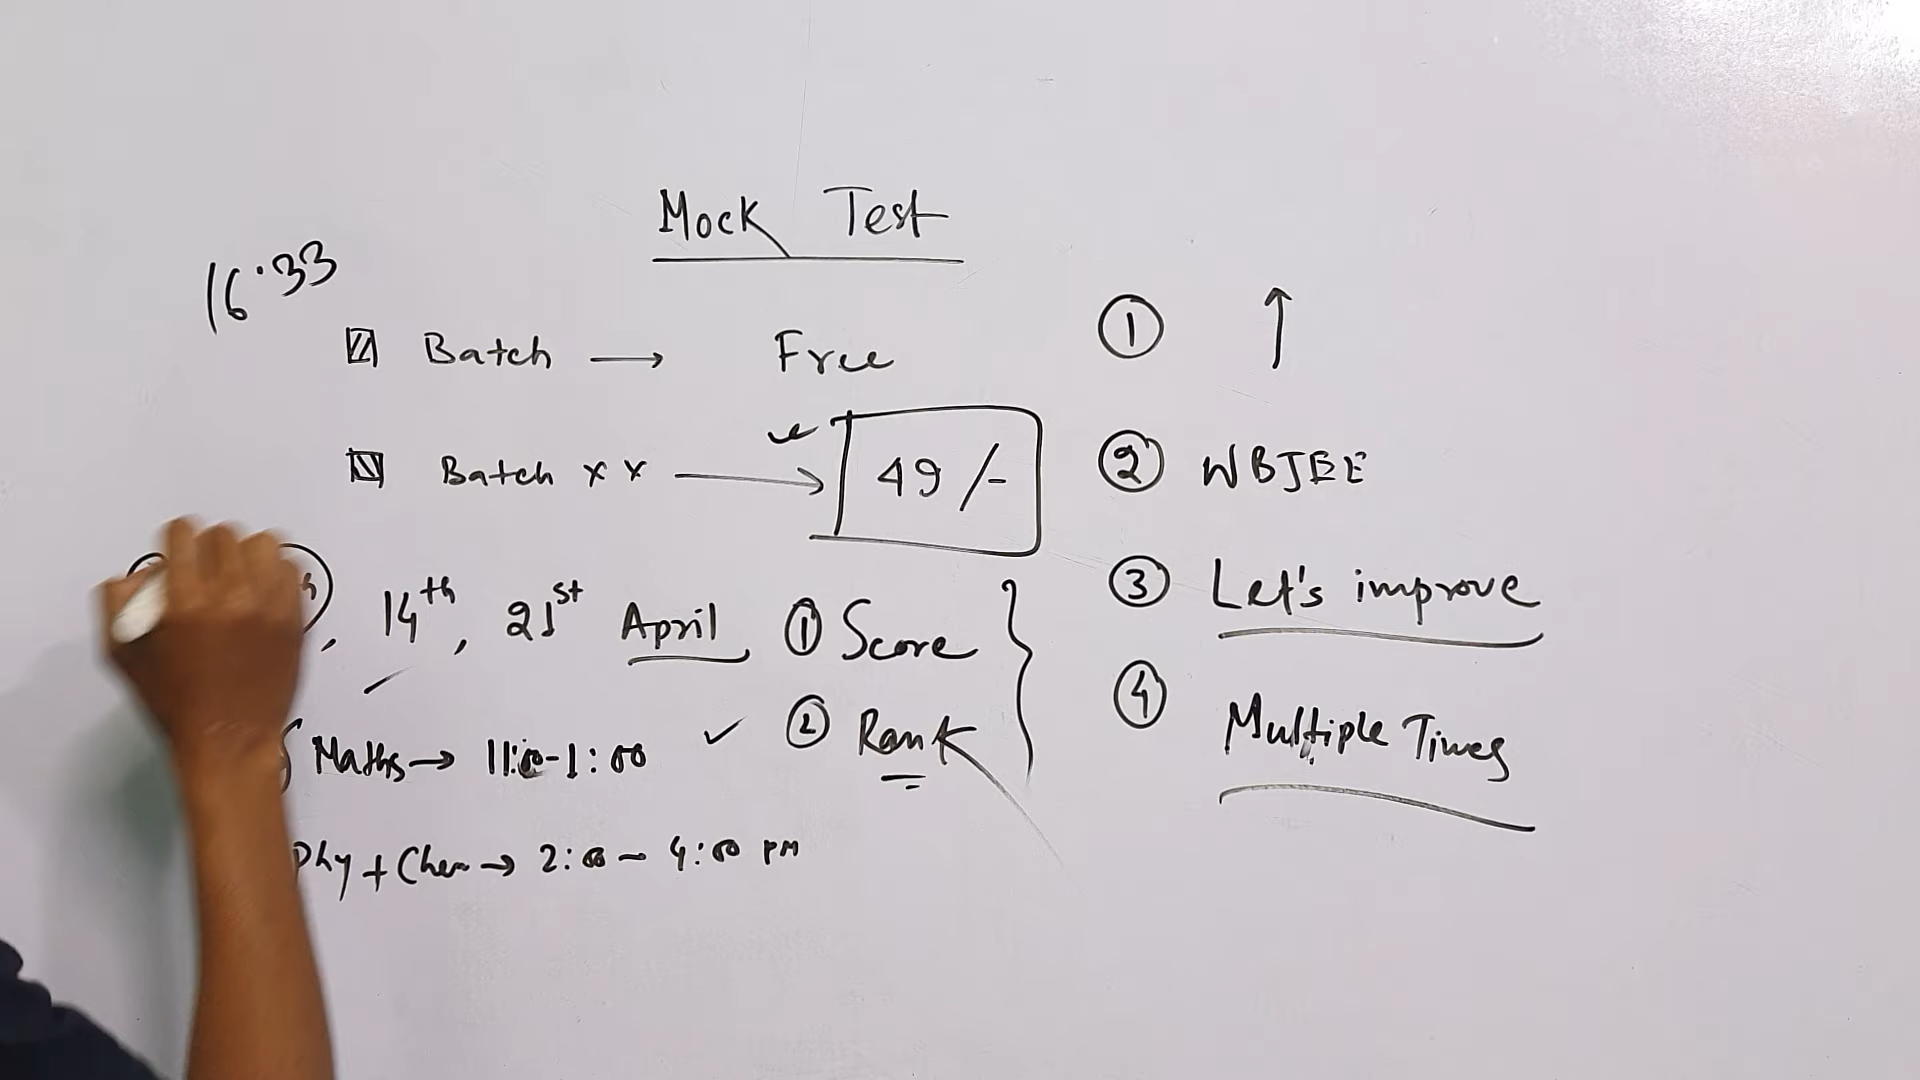 Mock Test
16.33
Batch → Free
Batch x x → 49/-
, 14th, 21st April
Maths → 11:00-1:00
Phy + Chem → 2:00 - 4:00 PM
① Score
② Rank
① ↑
② WBJEE
③ Let's improve
④ Multiple Times